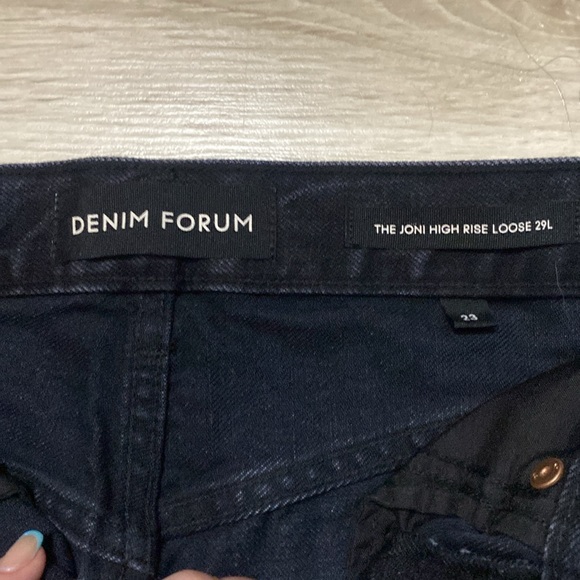 DENIM FORUM
THE JONI HIGH RISE LOOSE 29L
23